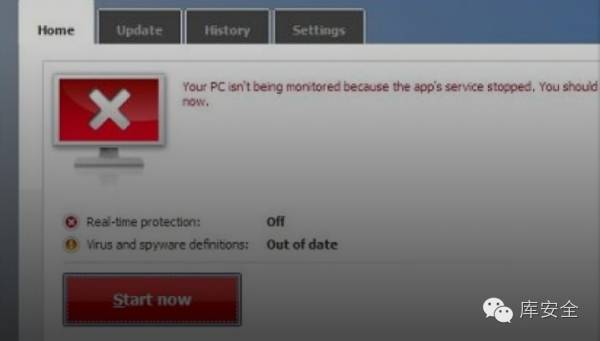 Home Update History Settings
Your PC isn't being monitored because the app's service stopped. You should
now.
Real-time protection: Off
Virus and spyware definitions: Out of date
Start now
库安全